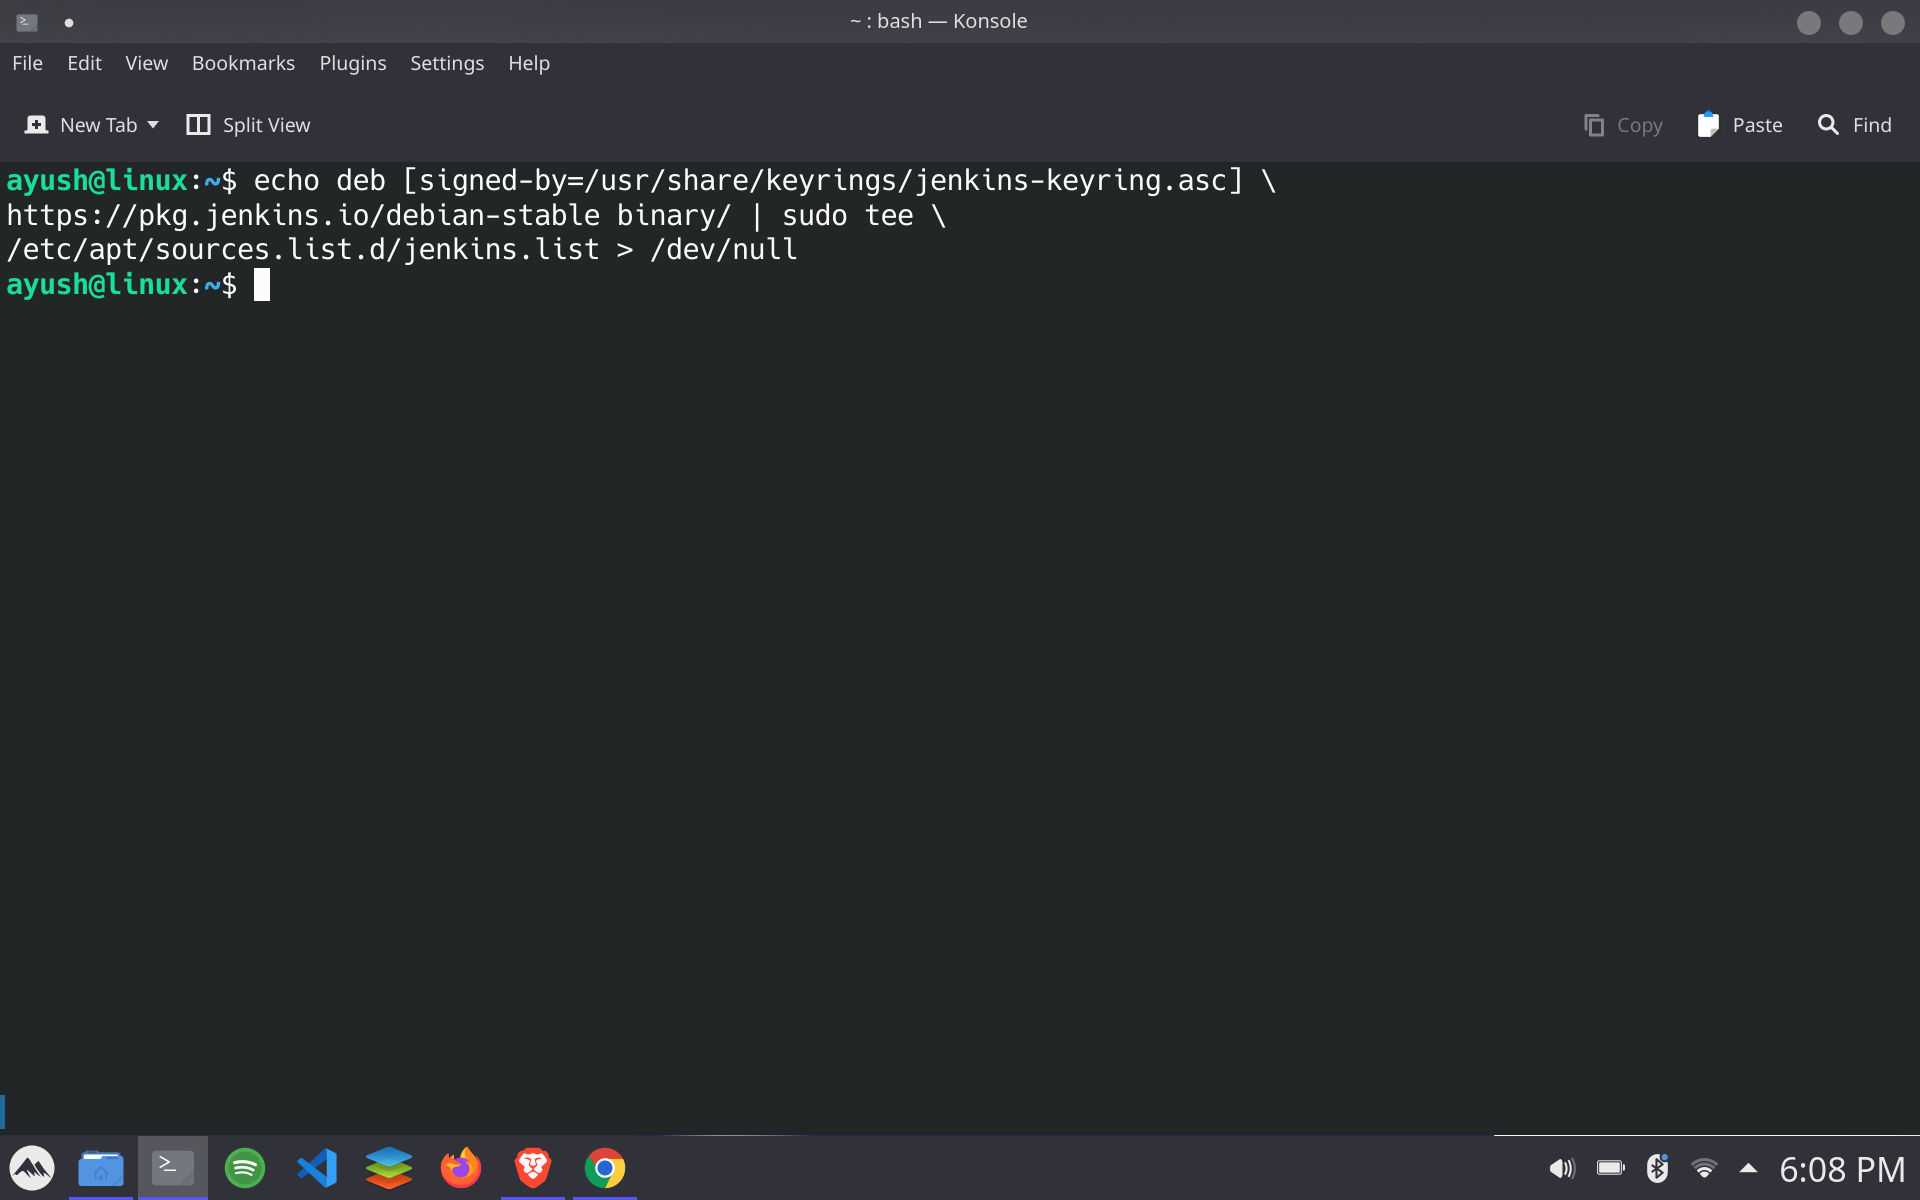 ~ : bash — Konsole
File Edit View Bookmarks Plugins Settings Help
New Tab Split View Copy Paste Find
ayush@linux:~$ echo deb [signed-by=/usr/share/keyrings/jenkins-keyring.asc] \
https://pkg.jenkins.io/debian-stable binary/ | sudo tee \
/etc/apt/sources.list.d/jenkins.list > /dev/null
ayush@linux:~$
6:08 PM